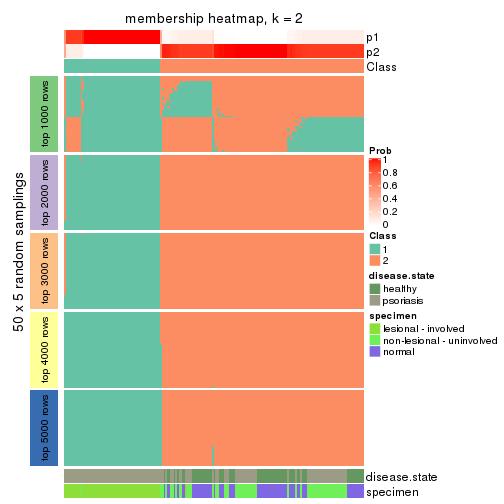 membership heatmap, k = 2
p1
p2
Class
50 x 5 random samplings
top 1000 rows
top 2000 rows
top 3000 rows
top 4000 rows
top 5000 rows
Prob
1
0.8
0.6
0.4
0.2
0
Class
1
2
disease.state
healthy
psoriasis
specimen
lesional - involved
non-lesional - uninvolved
normal
disease.state
specimen